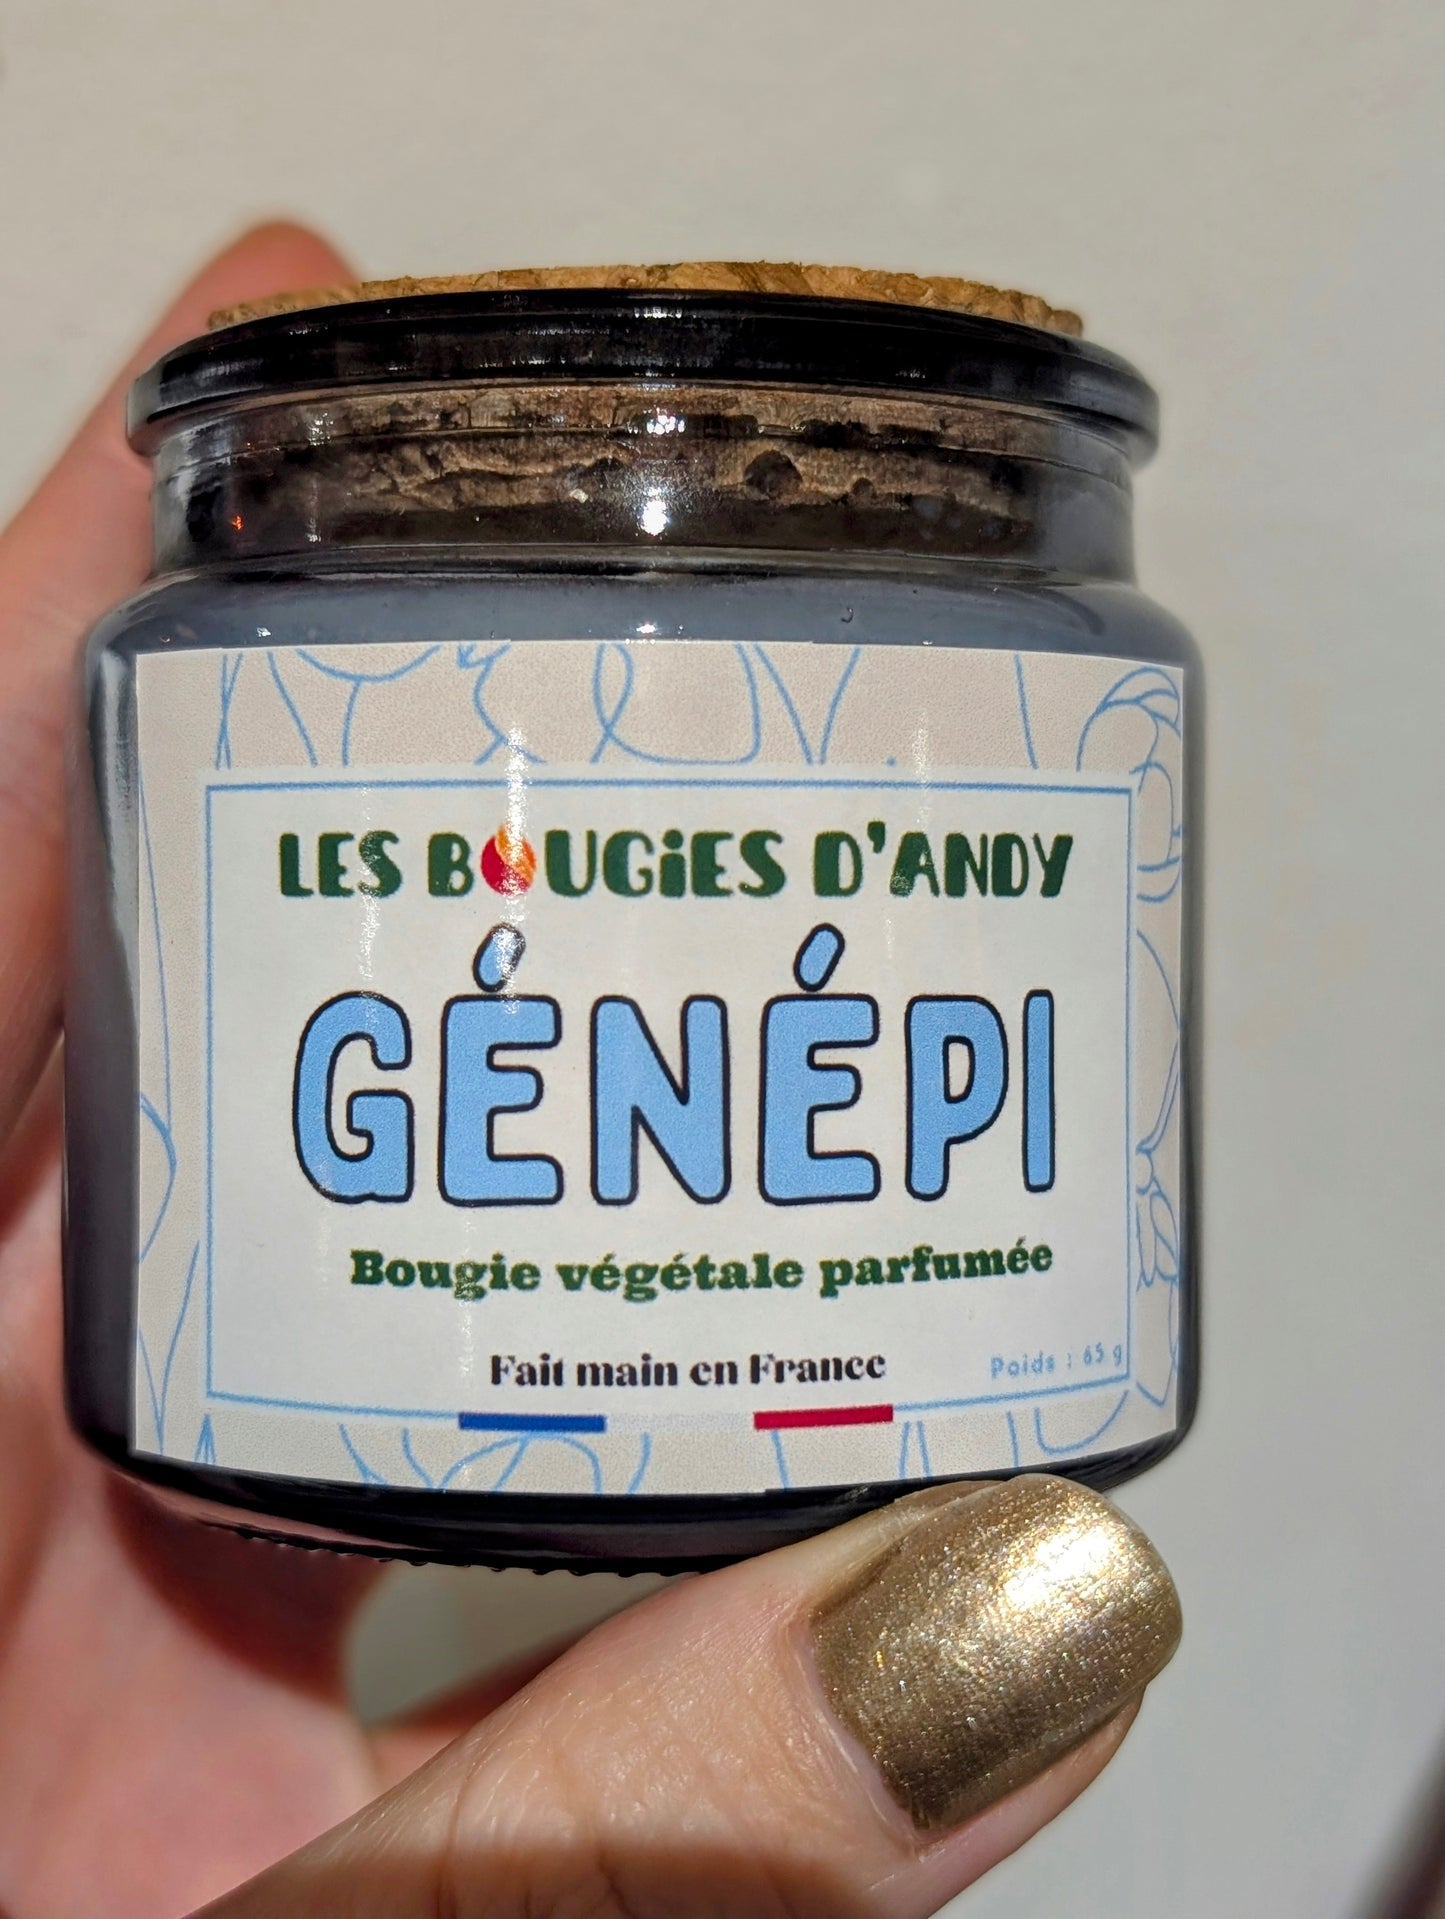 LES BOUGiES D'ANDY
GÉNÉPI
Bougie végétale parfumée
Fait main en France
Poids : 65 g